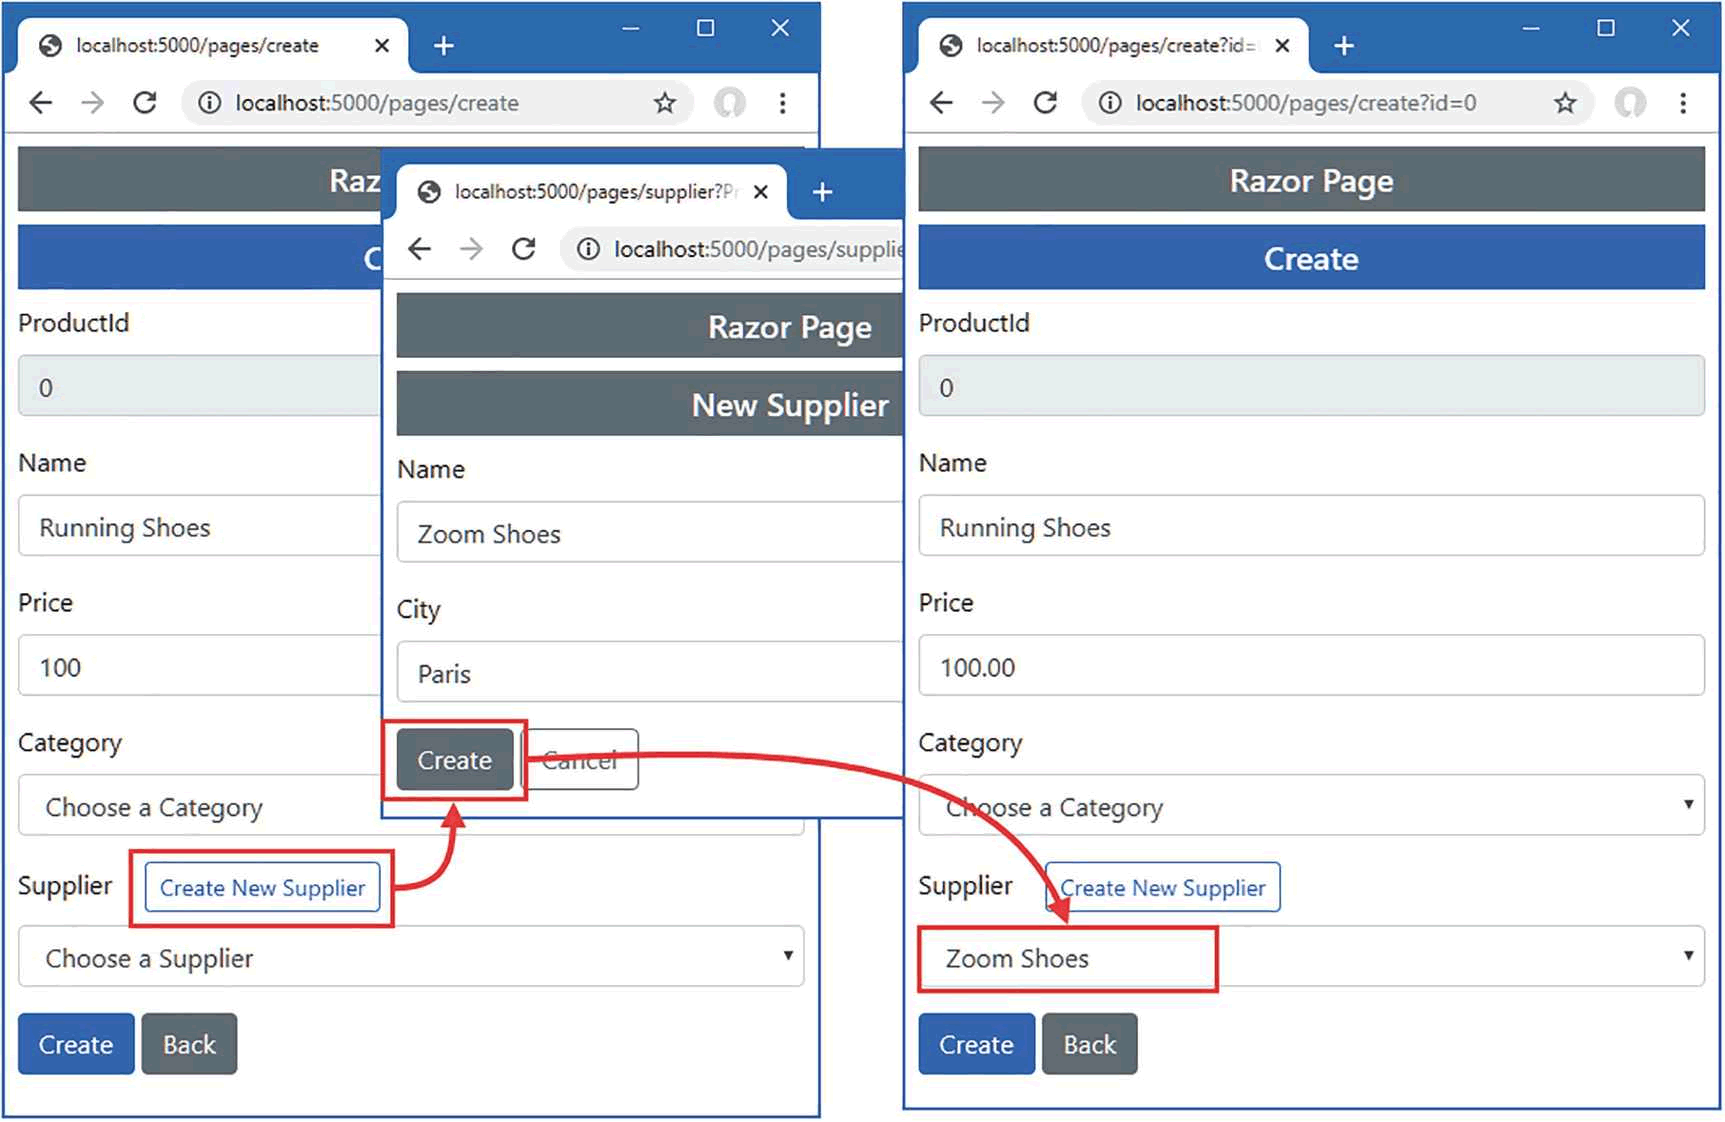 localhost:5000/pages/create
localhost:5000/pages/create
Raz
C
ProductId
0
Name
Running Shoes
Price
100
Category
Choose a Category
Supplier
Create New Supplier
Choose a Supplier
Create
Back
localhost:5000/pages/supplier?Pr
localhost:5000/pages/supplie
Razor Page
New Supplier
Name
Zoom Shoes
City
Paris
Create
Cancel
localhost:5000/pages/create?id=
localhost:5000/pages/create?id=0
Razor Page
Create
ProductId
0
Name
Running Shoes
Price
100.00
Category
Choose a Category
Supplier
Create New Supplier
Zoom Shoes
Create
Back